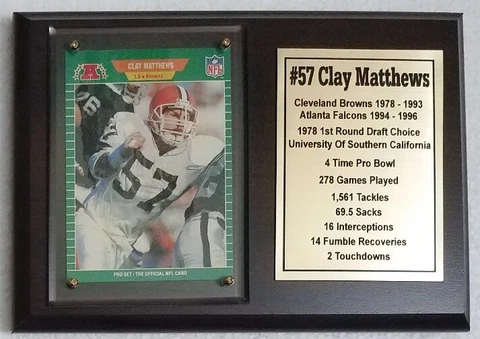 CLAY MATTHEWS
LB • Browns
A
NFL
57
PRO SET • THE OFFICIAL NFL CARD
#57 Clay Matthews
Cleveland Browns 1978 - 1993
Atlanta Falcons 1994 - 1996
1978 1st Round Draft Choice
University Of Southern California
4 Time Pro Bowl
278 Games Played
1,561 Tackles
69.5 Sacks
16 Interceptions
14 Fumble Recoveries
2 Touchdowns